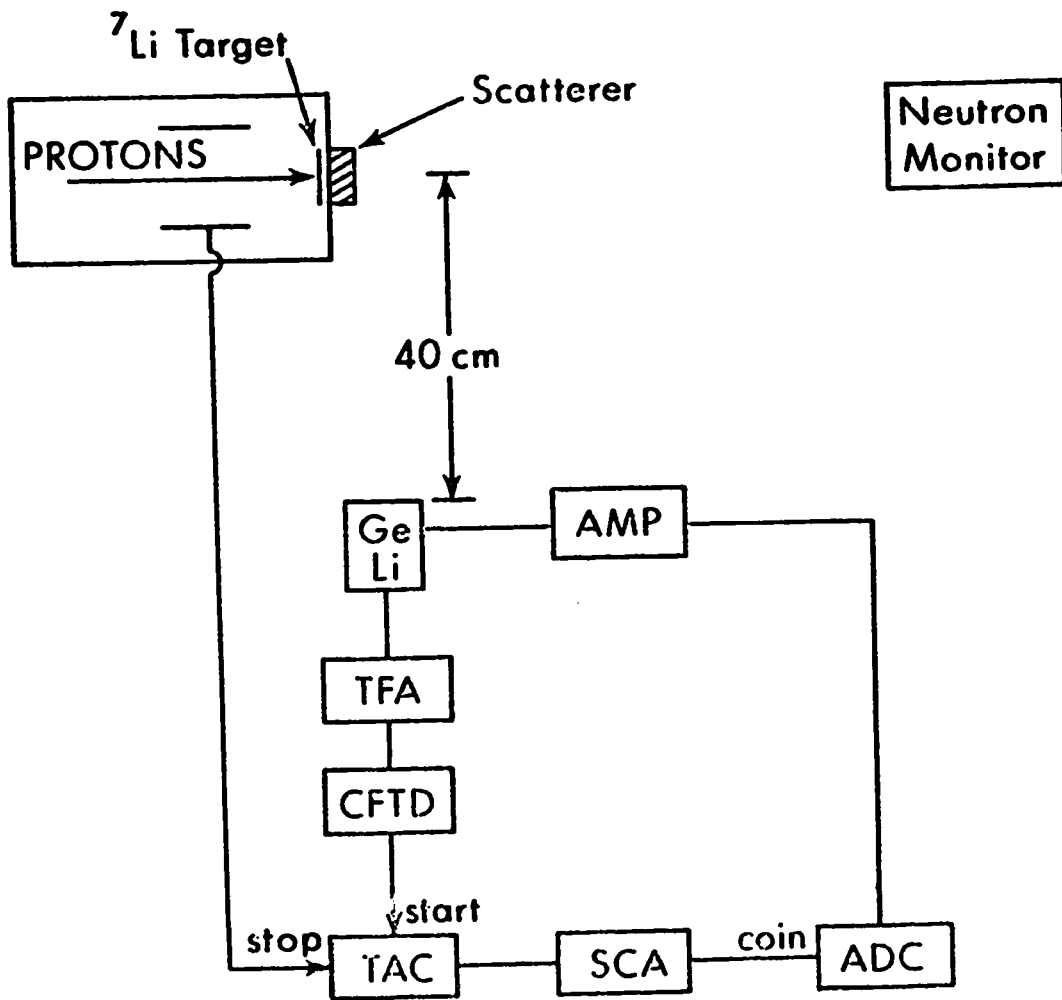 ⁷Li Target
Scatterer
Neutron
Monitor
PROTONS
40 cm
Ge
Li
AMP
TFA
CFTD
start
stop
TAC
SCA
coin
ADC